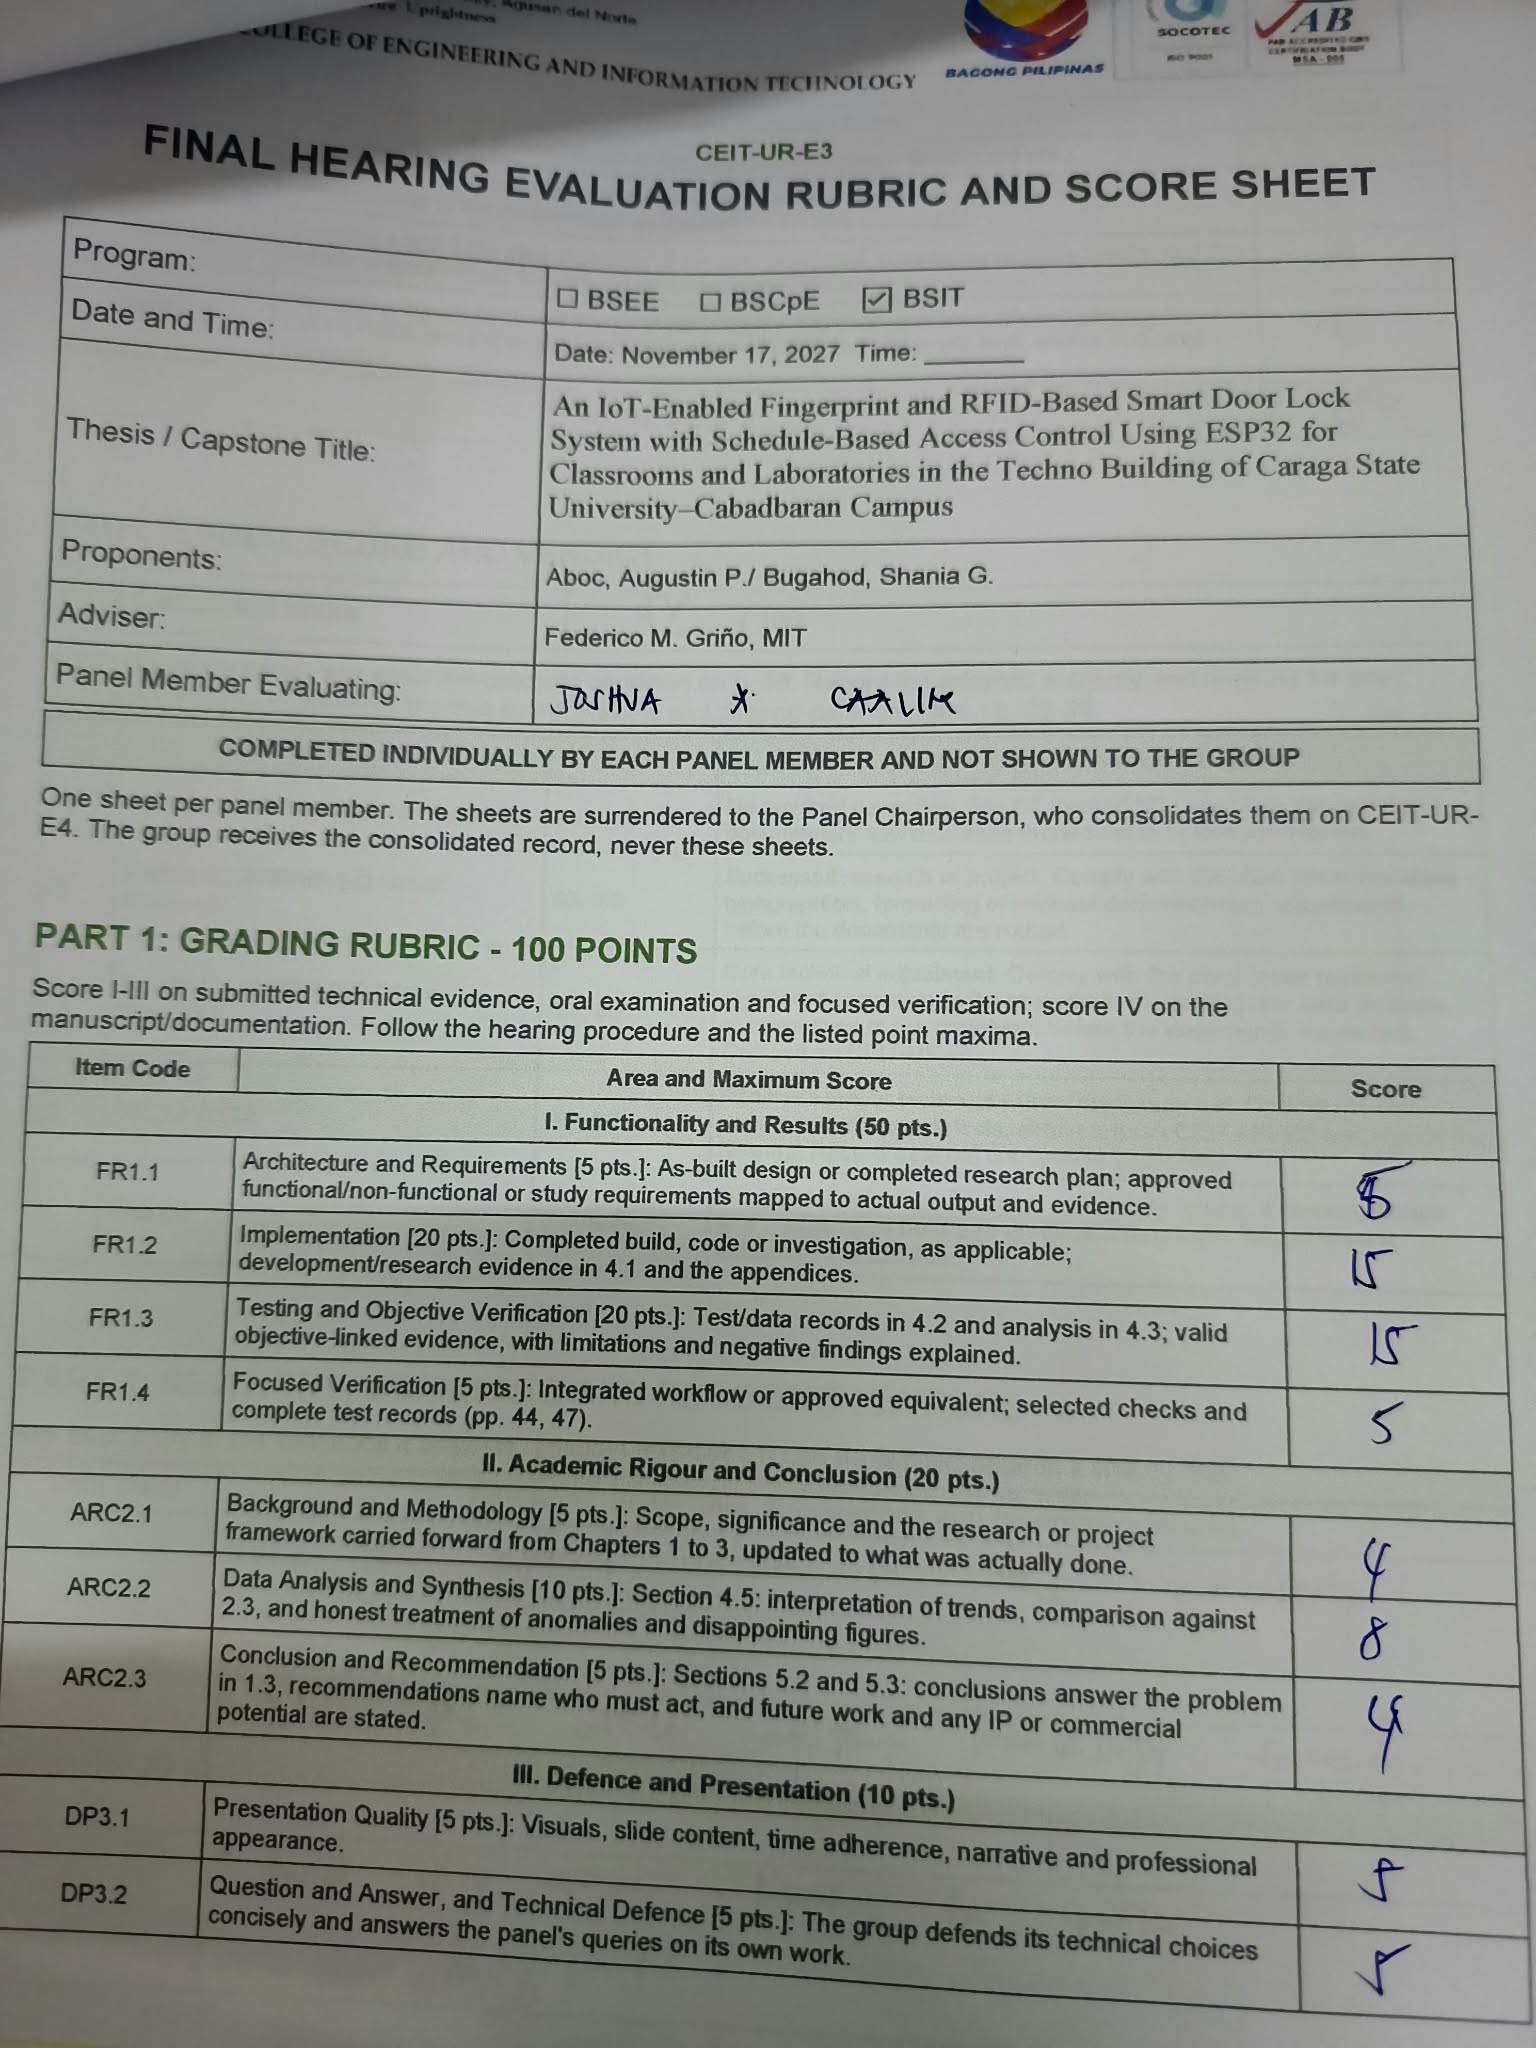 Agusan del Norte
Uprightness
COLLEGE OF ENGINEERING AND INFORMATION TECHNOLOGY
BAGONG PILIPINAS
SOCOTEC
ISO 9001
AB
PAB ACCREDITED CMS
CERTIFICATION BODY
MSA - 005
CEIT-UR-E3
FINAL HEARING EVALUATION RUBRIC AND SCORE SHEET
Program:
☐ BSEE ☐ BSCpE ☑ BSIT
Date and Time:
Date: November 17, 2027 Time: ________
Thesis / Capstone Title:
An IoT-Enabled Fingerprint and RFID-Based Smart Door Lock
System with Schedule-Based Access Control Using ESP32 for
Classrooms and Laboratories in the Techno Building of Caraga State
University–Cabadbaran Campus
Proponents:
Aboc, Augustin P./ Bugahod, Shania G.
Adviser:
Federico M. Griño, MIT
Panel Member Evaluating:
JOSHUA
COMPLETED INDIVIDUALLY BY EACH PANEL MEMBER AND NOT SHOWN TO THE GROUP
One sheet per panel member. The sheets are surrendered to the Panel Chairperson, who consolidates them on CEIT-UR-
E4. The group receives the consolidated record, never these sheets.
PART 1: GRADING RUBRIC - 100 POINTS
Score I-III on submitted technical evidence, oral examination and focused verification; score IV on the
manuscript/documentation. Follow the hearing procedure and the listed point maxima.
Item Code Area and Maximum Score Score
I. Functionality and Results (50 pts.)
FR1.1
Architecture and Requirements [5 pts.]: As-built design or completed research plan; approved
functional/non-functional or study requirements mapped to actual output and evidence.
5
FR1.2
Implementation [20 pts.]: Completed build, code or investigation, as applicable;
development/research evidence in 4.1 and the appendices.
15
FR1.3
Testing and Objective Verification [20 pts.]: Test/data records in 4.2 and analysis in 4.3; valid
objective-linked evidence, with limitations and negative findings explained.
15
FR1.4
Focused Verification [5 pts.]: Integrated workflow or approved equivalent; selected checks and
complete test records (pp. 44, 47).
5
II. Academic Rigour and Conclusion (20 pts.)
ARC2.1
Background and Methodology [5 pts.]: Scope, significance and the research or project
framework carried forward from Chapters 1 to 3, updated to what was actually done.
4
ARC2.2
Data Analysis and Synthesis [10 pts.]: Section 4.5: interpretation of trends, comparison against
2.3, and honest treatment of anomalies and disappointing figures.
8
ARC2.3
Conclusion and Recommendation [5 pts.]: Sections 5.2 and 5.3: conclusions answer the problem
in 1.3, recommendations name who must act, and future work and any IP or commercial
potential are stated.
4
III. Defence and Presentation (10 pts.)
DP3.1
Presentation Quality [5 pts.]: Visuals, slide content, time adherence, narrative and professional
appearance.
5
DP3.2
Question and Answer, and Technical Defence [5 pts.]: The group defends its technical choices
concisely and answers the panel's queries on its own work.
5